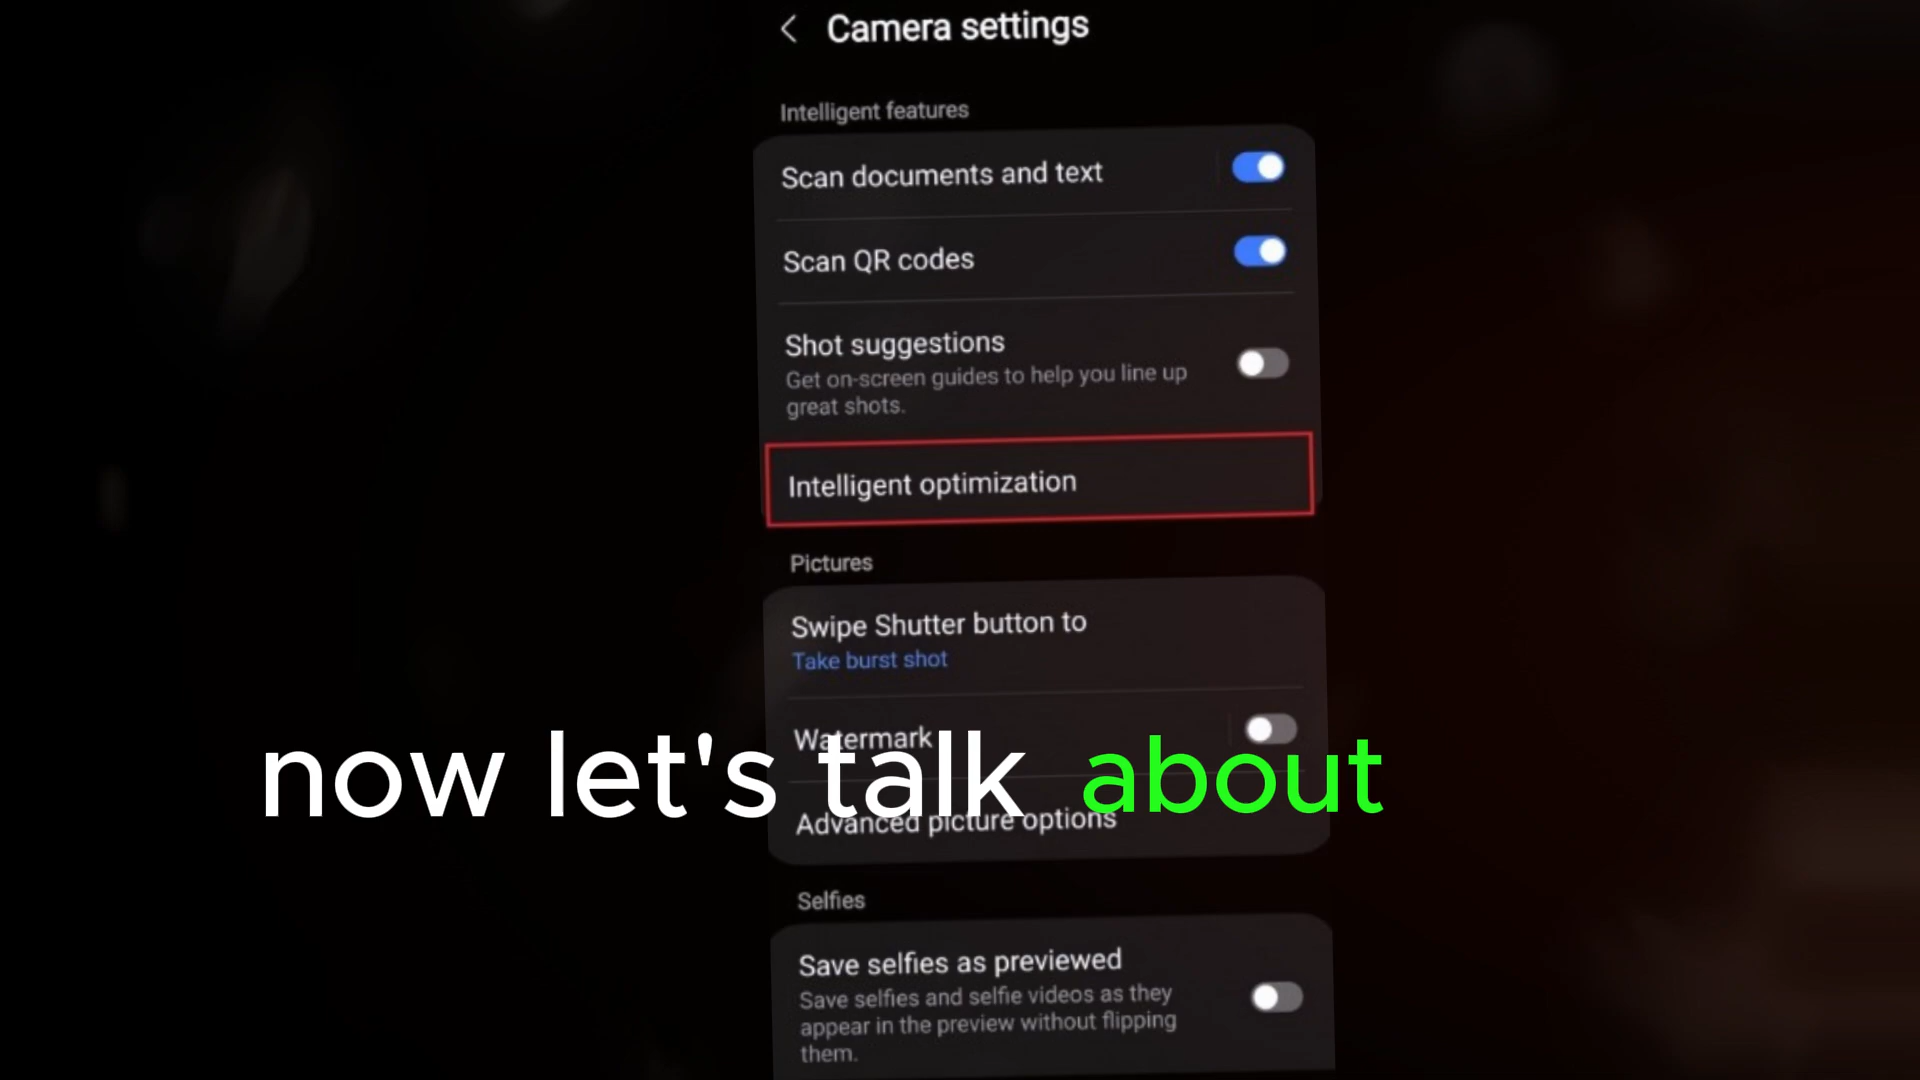 Camera settings
Intelligent features
Scan documents and text
Scan QR codes
Shot suggestions
Get on-screen guides to help you line up
great shots.
Intelligent optimization
Pictures
Swipe Shutter button to
Take burst shot
Watermark
now let's talk about
Advanced picture options
Selfies
Save selfies as previewed
Save selfies and selfie videos as they
appear in the preview without flipping
them.